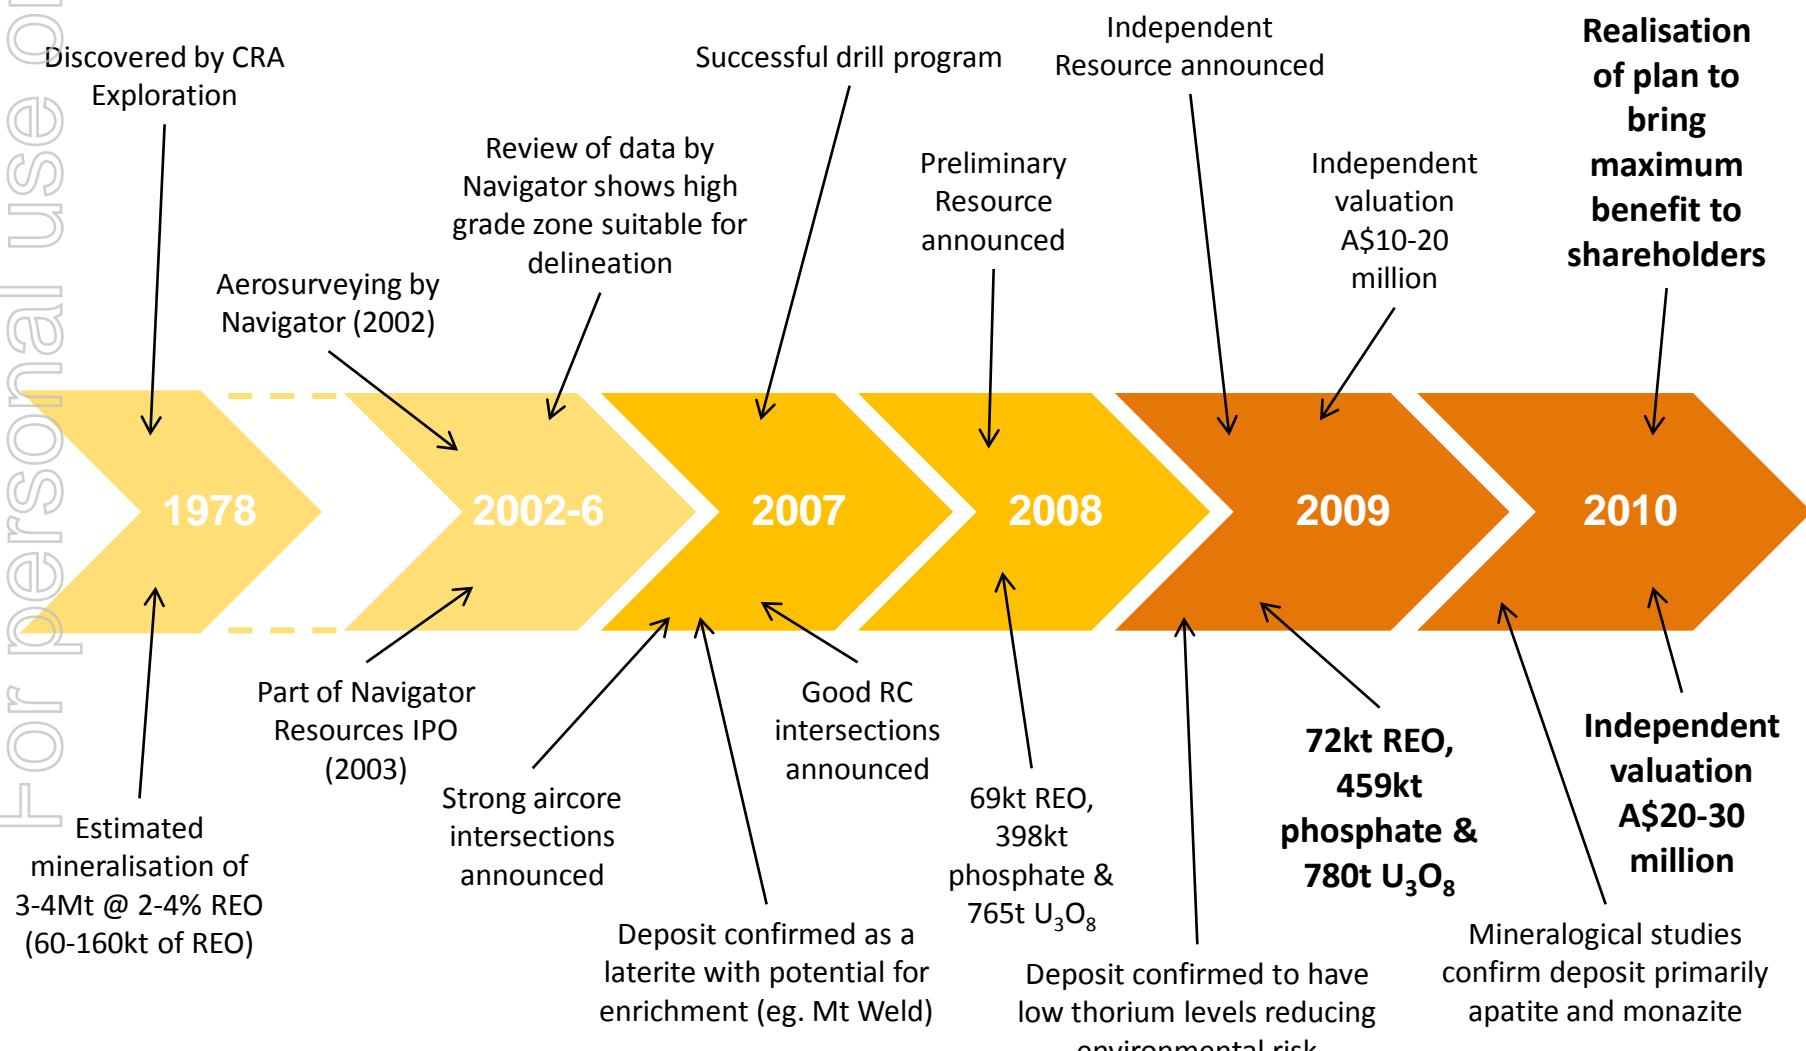 For personal use
Discovered by CRA
Exploration
Successful drill program
Independent
Resource announced
Realisation
of plan to
bring
maximum
benefit to
shareholders
Review of data by
Navigator shows high
grade zone suitable for
delineation
Preliminary
Resource
announced
Independent
valuation
A$10-20
million
Aerosurveying by
Navigator (2002)
1978
2002-6
2007
2008
2009
2010
Part of Navigator
Resources IPO
(2003)
Good RC
intersections
announced
Estimated
mineralisation of
3-4Mt @ 2-4% REO
(60-160kt of REO)
Strong aircore
intersections
announced
69kt REO,
398kt
phosphate &
765t U₃O₈
72kt REO,
459kt
phosphate &
780t U₃O₈
Independent
valuation
A$20-30
million
Deposit confirmed as a
laterite with potential for
enrichment (eg. Mt Weld)
Deposit confirmed to have
low thorium levels reducing
environmental risk
Mineralogical studies
confirm deposit primarily
apatite and monazite